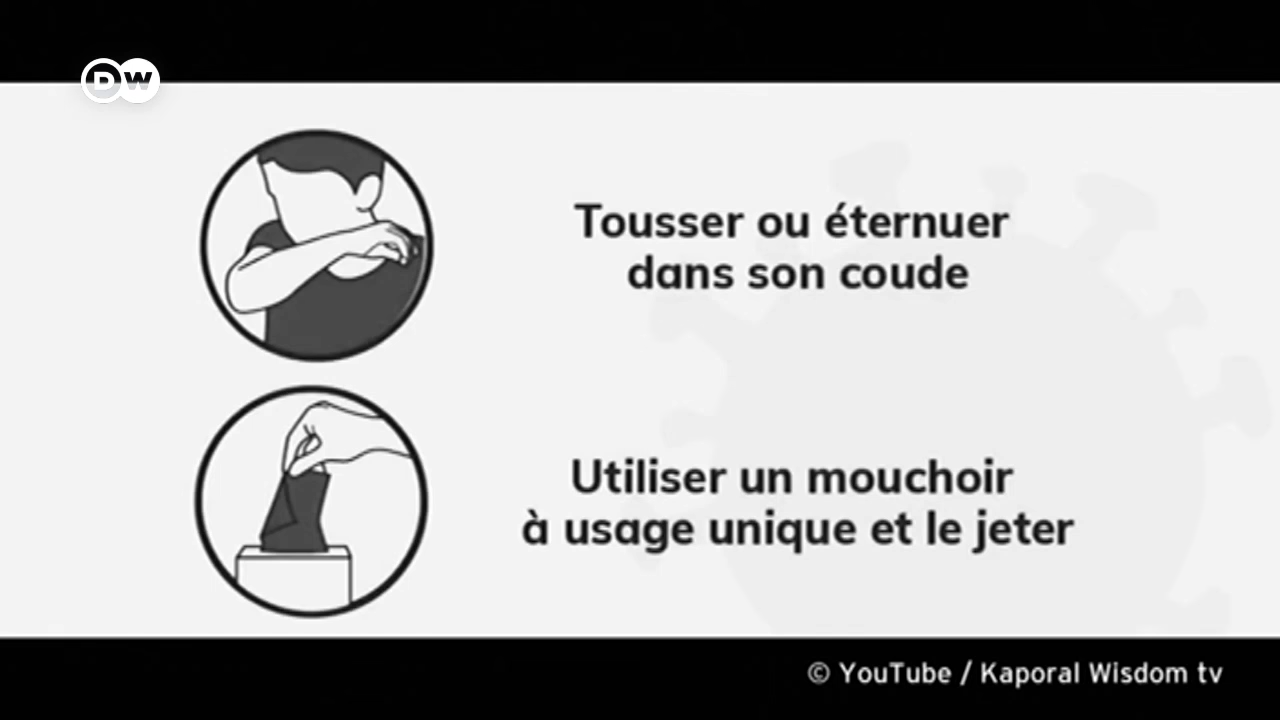 DW
Tousser ou éternuer
dans son coude
Utiliser un mouchoir
à usage unique et le jeter
© YouTube / Kaporal Wisdom tv